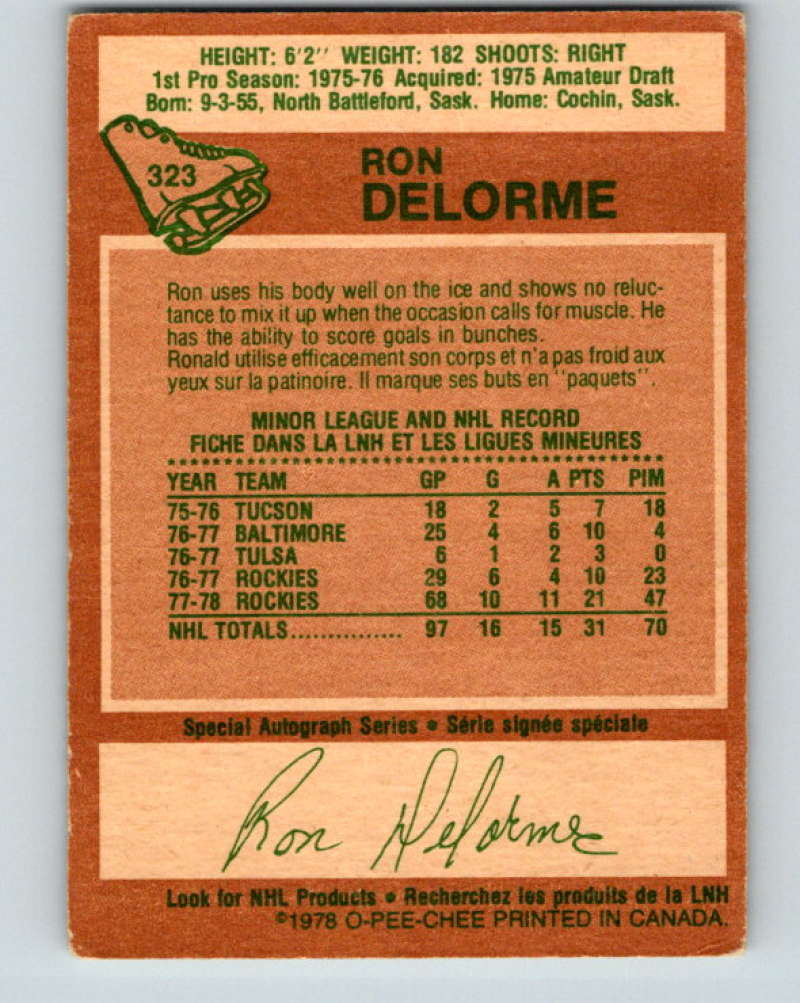 HEIGHT: 6'2'' WEIGHT: 182 SHOOTS: RIGHT
1st Pro Season: 1975-76 Acquired: 1975 Amateur Draft
Born: 9-3-55, North Battleford, Sask. Home: Cochin, Sask.
323
RON
DELORME
Ron uses his body well on the ice and shows no reluc-
tance to mix it up when the occasion calls for muscle. He
has the ability to score goals in bunches.
Ronald utilise efficacement son corps et n'a pas froid aux
yeux sur la patinoire. Il marque ses buts en "paquets".
MINOR LEAGUE AND NHL RECORD
FICHE DANS LA LNH ET LES LIGUES MINEURES
YEAR TEAM GP G A PTS PIM
75-76 TUCSON 18 2 5 7 18
76-77 BALTIMORE 25 4 6 10 4
76-77 TULSA 6 1 2 3 0
76-77 ROCKIES 29 6 4 10 23
77-78 ROCKIES 68 10 11 21 47
NHL TOTALS............... 97 16 15 31 70
Special Autograph Series • Série signée spéciale
Ron Delorme
Look for NHL Products • Recherchez les produits de la LNH
©1978 O-PEE-CHEE PRINTED IN CANADA.